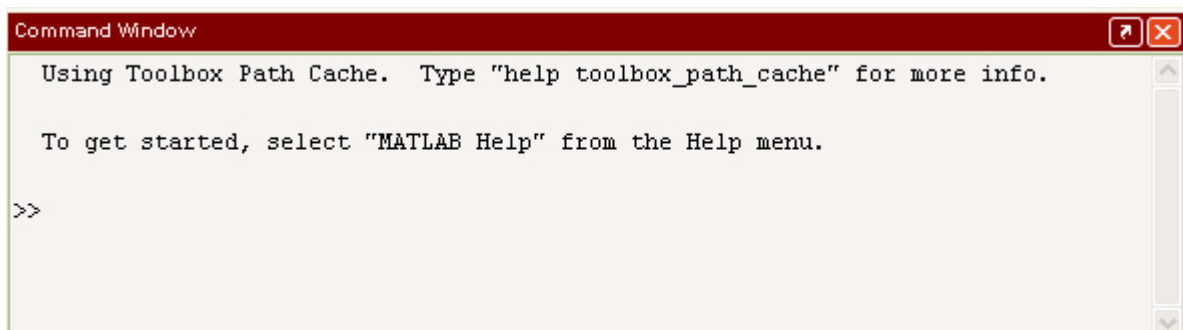 Command Window
Using Toolbox Path Cache.  Type "help toolbox_path_cache" for more info.
To get started, select "MATLAB Help" from the Help menu.
>>